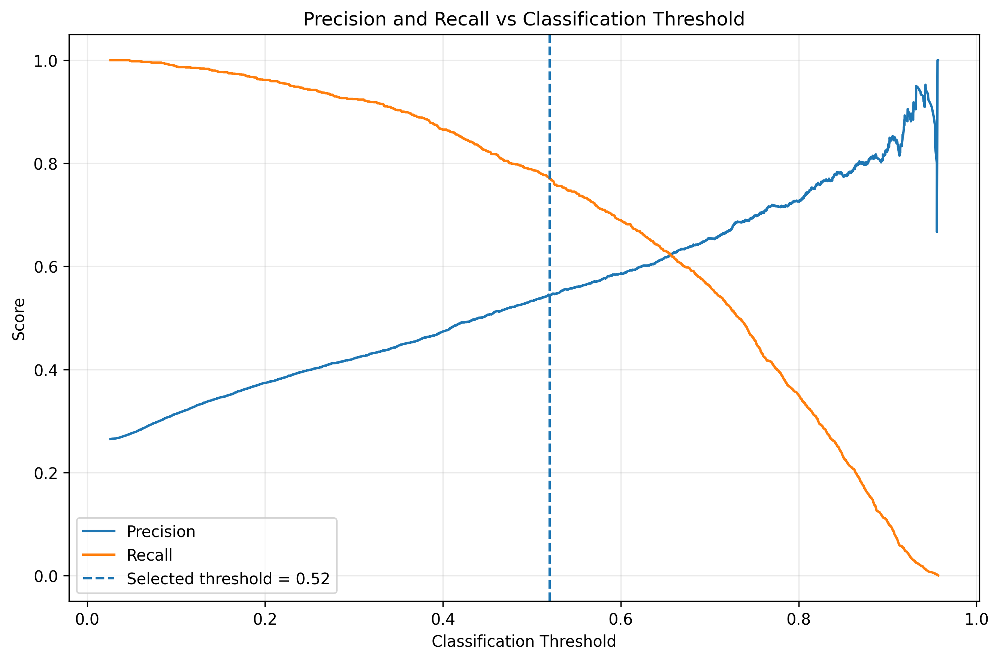 Precision and Recall vs Classification Threshold
1.0
0.8
0.6
0.4
0.2
0.0
Score
Precision
Recall
Selected threshold = 0.52
0.0 0.2 0.4 0.6 0.8 1.0
Classification Threshold